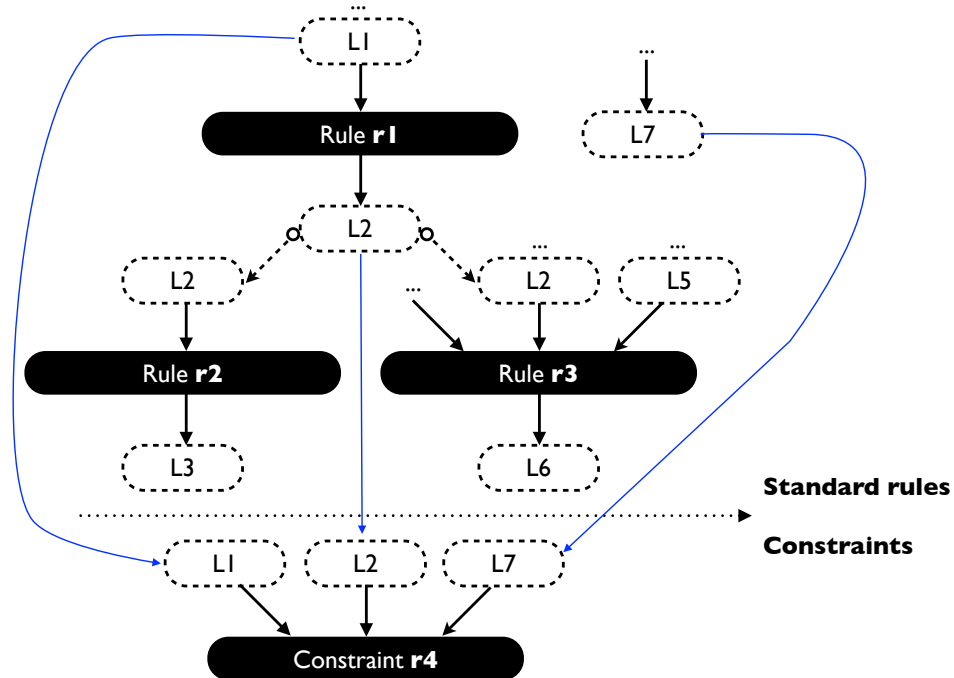 ...
L1
...
Rule r1
L7
L2
...
...
L2
L2
L5
...
Rule r2
Rule r3
L3
L6
Standard rules
Constraints
L1
L2
L7
Constraint r4